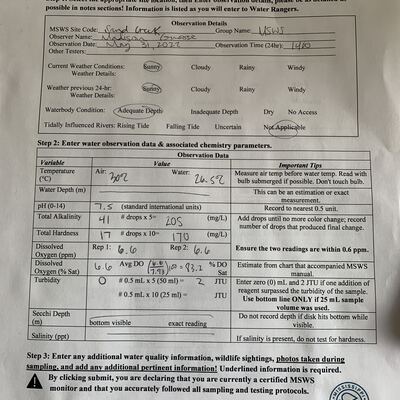 possible in notes sections! Information is listed as you will enter to Water Rangers.
Observation Details
MSWS Site Code: Sand Creek Group Name: MSWS
Observer Name: Madison
Observation Date: May 31, 2022 Observation Time (24hr): 1400
Other Testers:
Current Weather Conditions: Sunny Cloudy Rainy Windy
Weather Details:
Weather previous 24-hr: Sunny Cloudy Rainy Windy
Weather Details:
Waterbody Condition: Adequate Depth Inadequate Depth Dry No Access
Tidally Influenced Rivers: Rising Tide Falling Tide Uncertain Not Applicable
Step 2: Enter water observation data & associated chemistry parameters.
Observation Data
Variable Value Important Tips
Temperature (°C) Air: 30° Water: 26.5° Measure air temp before water temp. Read with bulb submerged if possible. Don't touch bulb.
Water Depth (m) This can be an estimation or exact measurement.
pH (0-14) 7.5 (standard international units) Record to nearest 0.5 unit.
Total Alkalinity 41 # drops x 5= 205 (mg/L) Add drops until no more color change; record number of drops that produced final change.
Total Hardness 17 # drops x 10= 170 (mg/L)
Dissolved Oxygen (ppm) Rep 1: 6.6 Rep 2: 6.6 Ensure the two readings are within 0.6 ppm.
Dissolved Oxygen (% Sat) 6.6 Avg DO 83.2 % DO Sat Estimate from chart that accompanied MSWS manual.
Turbidity 0 # 0.5 mL x 5 (50 ml) = 2 JTU Enter zero (0) mL and 2 JTU if one addition of reagent surpassed the turbidity of the sample.
# 0.5 mL x 10 (25 ml) = JTU Use bottom line ONLY if 25 mL sample volume was used.
Secchi Depth (m) bottom visible exact reading Do not record depth if disk hits bottom while visible.
Salinity (ppt) If salinity is present, do not test for hardness.
Step 3: Enter any additional water quality information, wildlife sightings, photos taken during
sampling, and add any additional pertinent information! Underlined information is required.
By clicking submit, you are declaring that you are currently a certified MSWS
monitor and that you accurately followed all sampling and testing protocols.